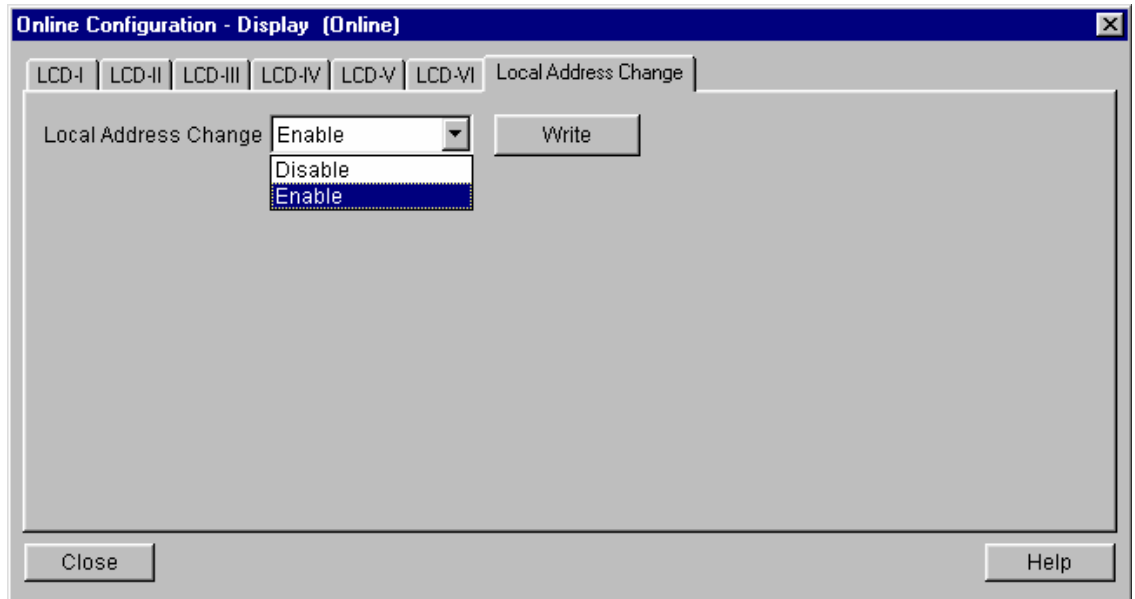 Online Configuration - Display (Online)
LCD-I LCD-II LCD-III LCD-IV LCD-V LCD-VI Local Address Change
Local Address Change Enable Write
Disable
Enable
Close Help